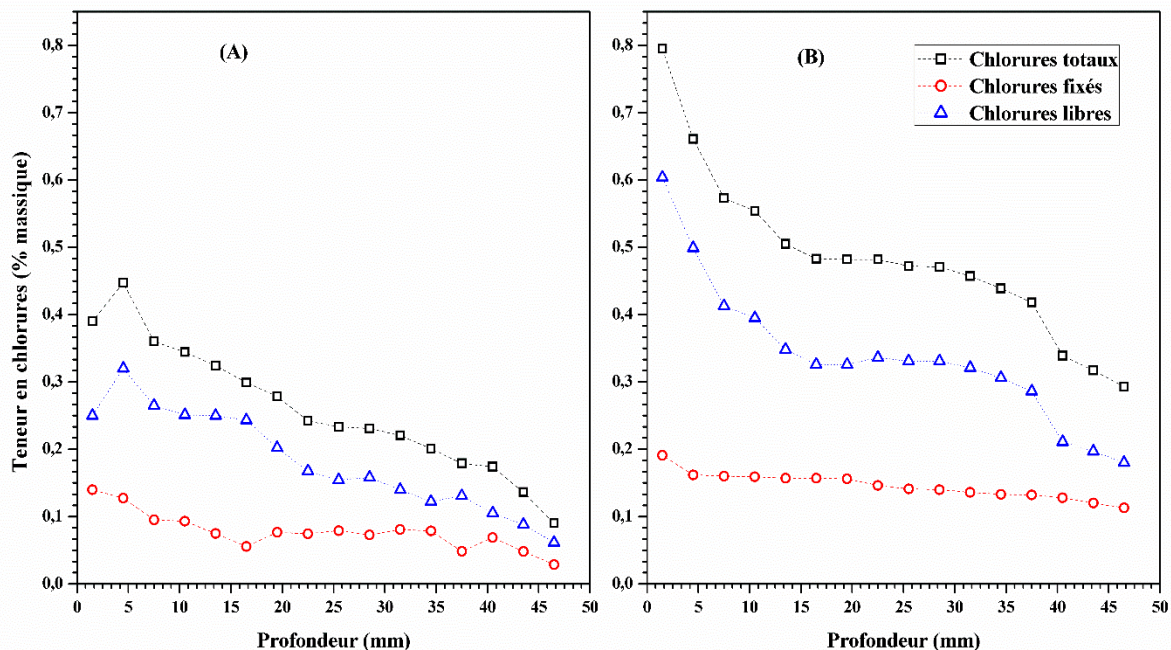 Teneur en chlorures (% massique)
(A)
0,8
0,7
0,6
0,5
0,4
0,3
0,2
0,1
0,0
0 5 10 15 20 25 30 35 40 45 50
Profondeur (mm)
(B)
Chlorures totaux
Chlorures fixés
Chlorures libres
0,8
0,7
0,6
0,5
0,4
0,3
0,2
0,1
0,0
0 5 10 15 20 25 30 35 40 45 50
Profondeur (mm)